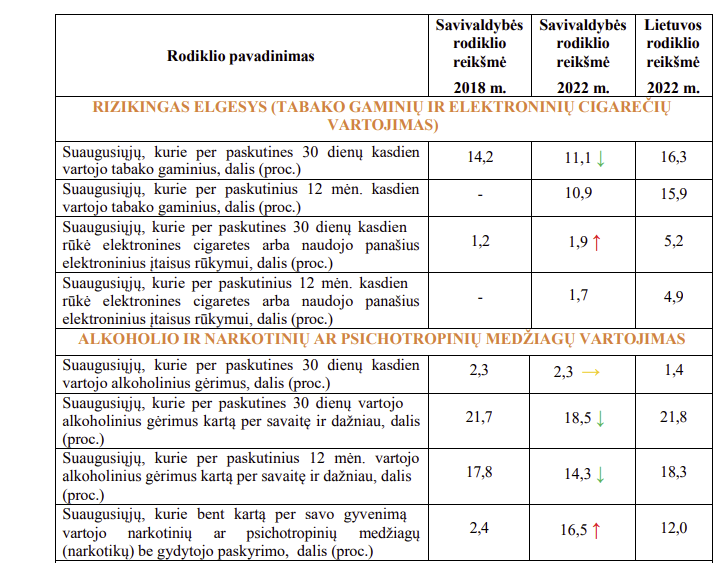 Rodiklio pavadinimas
Savivaldybės
rodiklio
reikšmė
2018 m.
Savivaldybės
rodiklio
reikšmė
2022 m.
Lietuvos
rodiklio
reikšmė
2022 m.
RIZIKINGAS ELGESYS (TABAKO GAMINIŲ IR ELEKTRONINIŲ CIGAREČIŲ
VARTOJIMAS)
Suaugusiųjų, kurie per paskutines 30 dienų kasdien
vartojo tabako gaminius, dalis (proc.)
14,2
11,1 ↓
16,3
Suaugusiųjų, kurie per paskutinius 12 mėn. kasdien
vartojo tabako gaminius, dalis (proc.)
-
10,9
15,9
Suaugusiųjų, kurie per paskutines 30 dienų kasdien
rūkė elektronines cigaretes arba naudojo panašius
elektroninius įtaisus rūkymui, dalis (proc.)
1,2
1,9 ↑
5,2
Suaugusiųjų, kurie per paskutinius 12 mėn. kasdien
rūkė elektronines cigaretes arba naudojo panašius
elektroninius įtaisus rūkymui, dalis (proc.)
-
1,7
4,9
ALKOHOLIO IR NARKOTINIŲ AR PSICHOTROPINIŲ MEDŽIAGŲ VARTOJIMAS
Suaugusiųjų, kurie per paskutines 30 dienų kasdien
vartojo alkoholinius gėrimus, dalis (proc.)
2,3
2,3 →
1,4
Suaugusiųjų, kurie per paskutines 30 dienų vartojo
alkoholinius gėrimus kartą per savaitę ir dažniau, dalis
(proc.)
21,7
18,5 ↓
21,8
Suaugusiųjų, kurie per paskutinius 12 mėn. vartojo
alkoholinius gėrimus kartą per savaitę ir dažniau, dalis
(proc.)
17,8
14,3 ↓
18,3
Suaugusiųjų, kurie bent kartą per savo gyvenimą
vartojo narkotinių ar psichotropinių medžiagų
(narkotikų) be gydytojo paskyrimo, dalis (proc.)
2,4
16,5 ↑
12,0